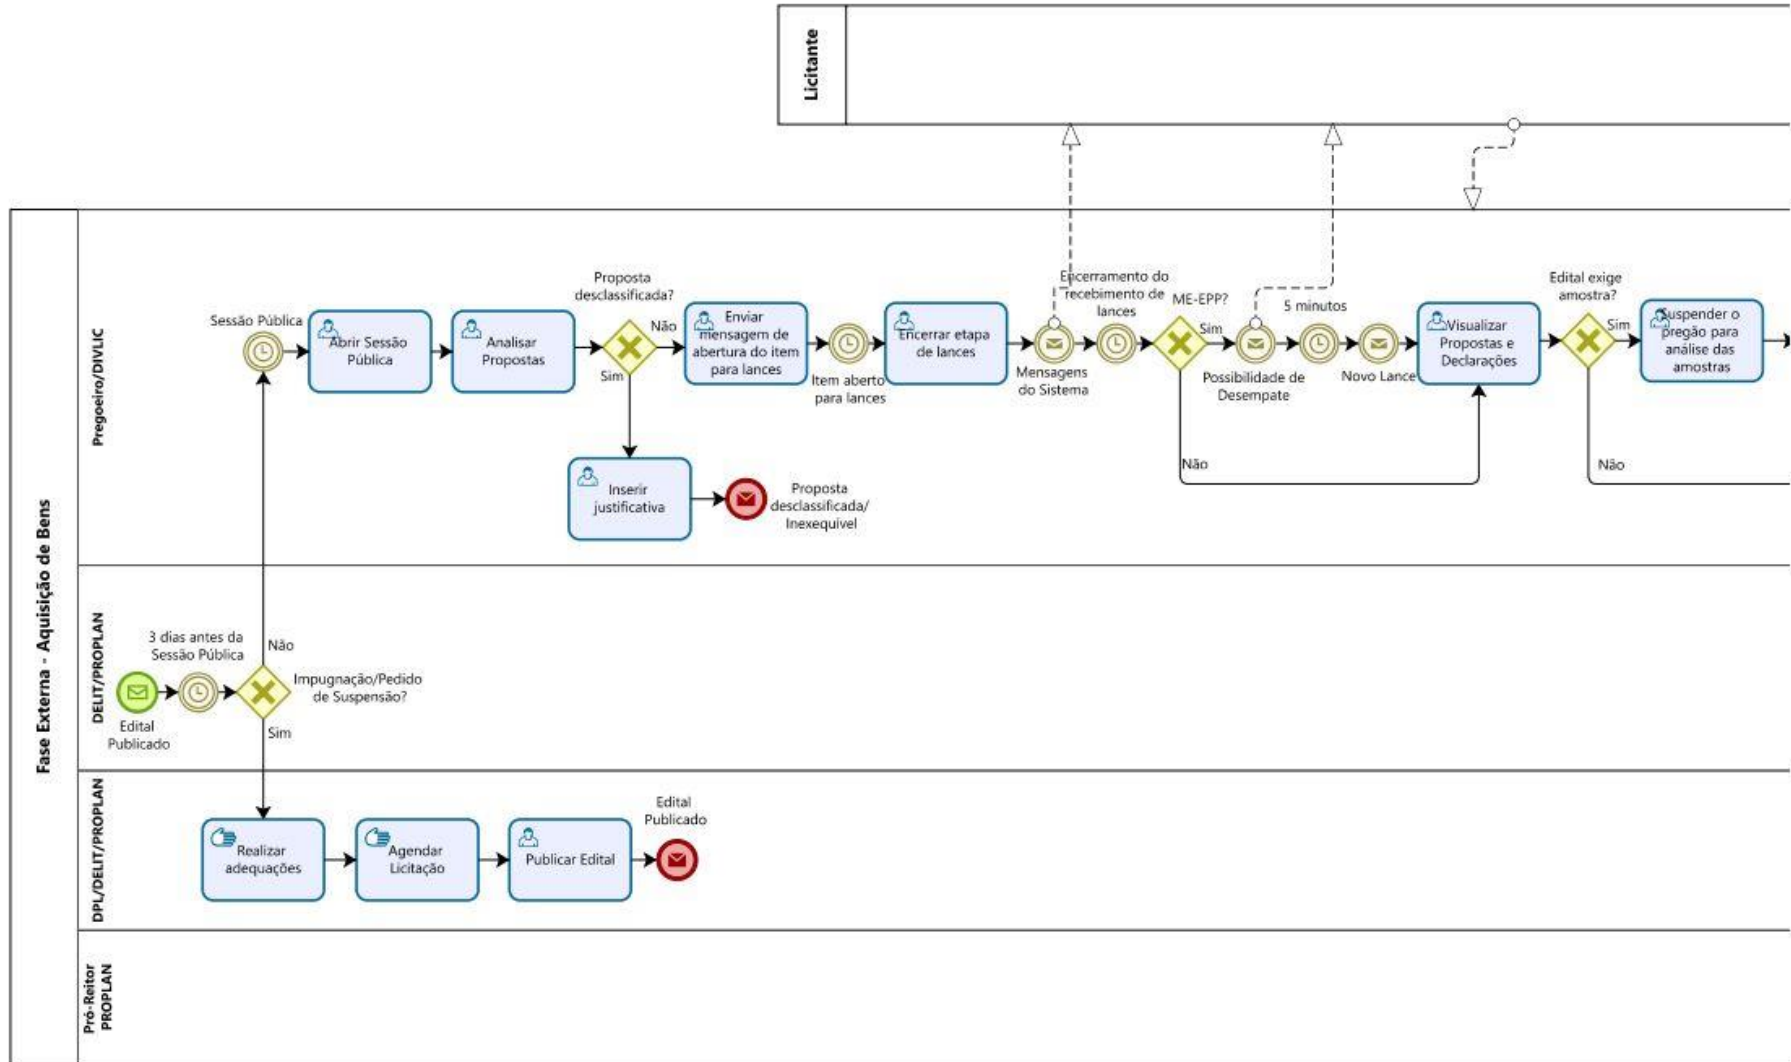 Licitante
Fase Externa - Aquisição de Bens
Pregoeiro/DIVLIC
Sessão Pública
Abrir Sessão
Pública
Analisar
Propostas
Proposta
desclassificada?
Não
Sim
Inserir
justificativa
Proposta
desclassificada/
Inexequível
Enviar
mensagem de
abertura do item
para lances
Item aberto
para lances
Encerrar etapa
de lances
Mensagens
do Sistema
Encerramento do
recebimento de
lances
ME-EPP?
Sim
Não
Possibilidade de
Desempate
5 minutos
Novo Lance
Visualizar
Propostas e
Declarações
Edital exige
amostra?
Sim
Não
Suspender o
pregão para
análise das
amostras
DELIT/PROPLAN
Edital
Publicado
3 dias antes da
Sessão Pública
Não
Impugnação/Pedido
de Suspensão?
Sim
DPL/DELIT/PROPLAN
Realizar
adequações
Agendar
Licitação
Publicar Edital
Edital
Publicado
Pró-Reitor
PROPLAN